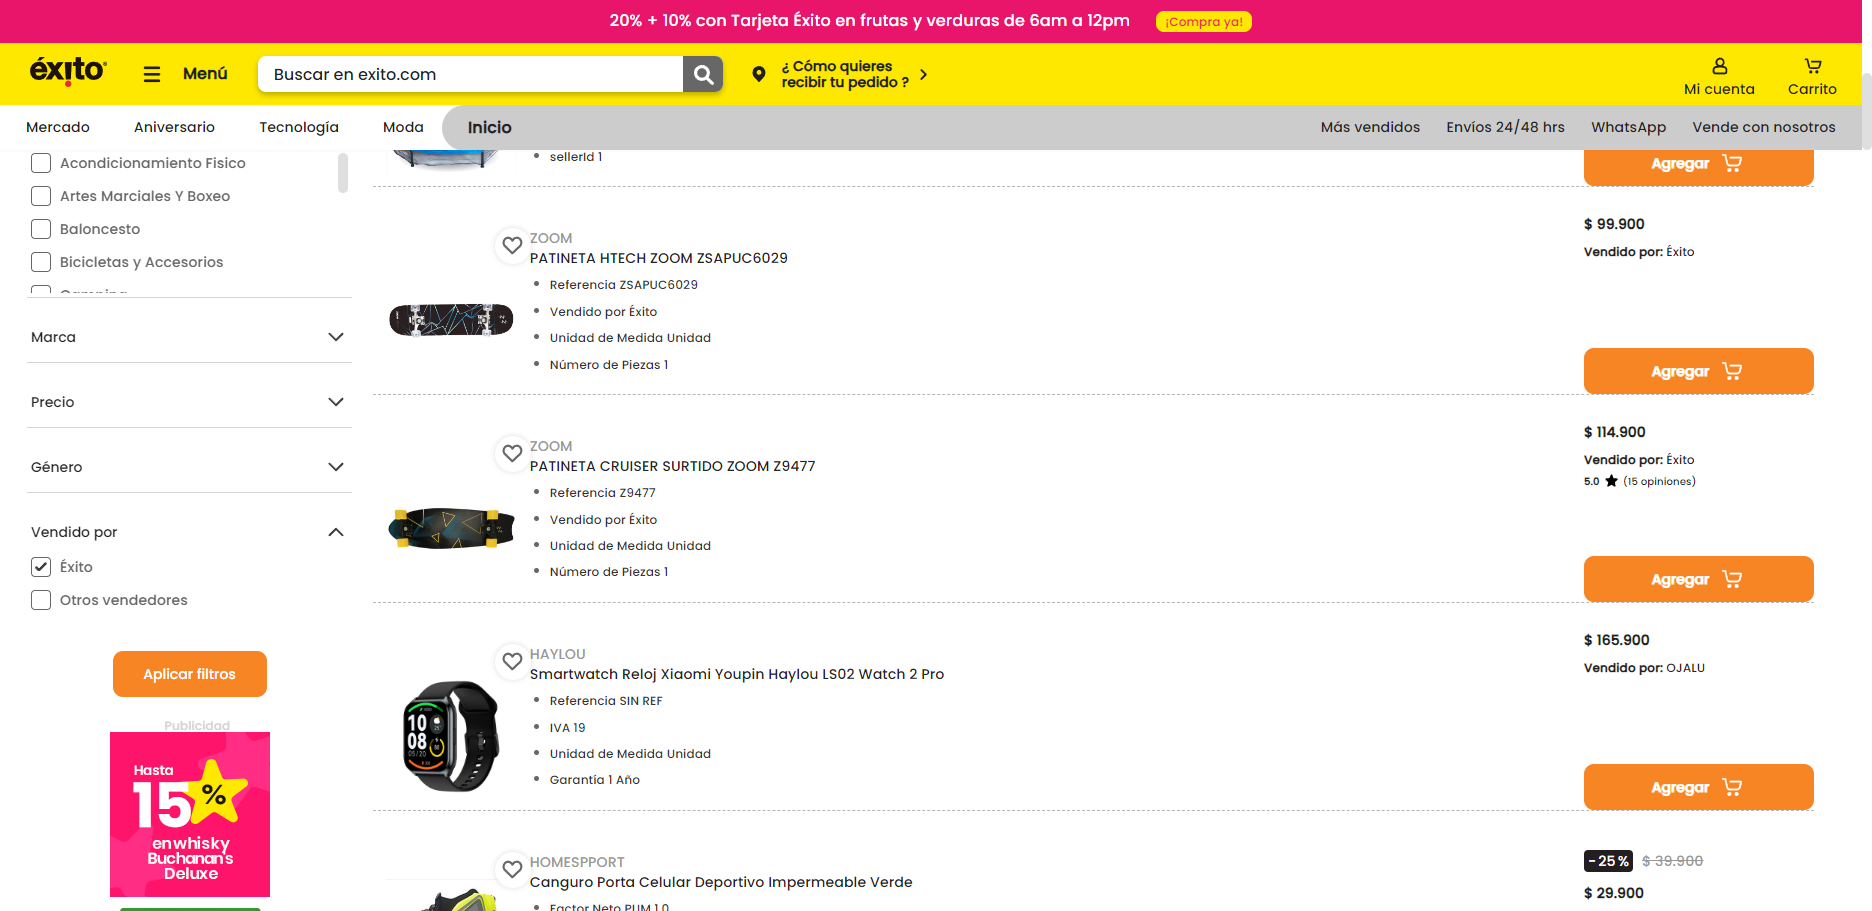 20% + 10% con Tarjeta Éxito en frutas y verduras de 6am a 12pm
¡Compra ya!
éxito
Menú
Buscar en exito.com
¿ Cómo quieres
recibir tu pedido ?
Mi cuenta
Carrito
Mercado
Aniversario
Tecnología
Moda
Inicio
Más vendidos
Envíos 24/48 hrs
WhatsApp
Vende con nosotros
Acondicionamiento Fisico
Artes Marciales Y Boxeo
Baloncesto
Bicicletas y Accesorios
Marca
Precio
Género
Vendido por
Éxito
Otros vendedores
Aplicar filtros
Publicidad
Hasta
15%
en whisky
Buchanan's
Deluxe
sellerId 1
Agregar
ZOOM
PATINETA HTECH ZOOM ZSAPUC6029
Referencia ZSAPUC6029
Vendido por Éxito
Unidad de Medida Unidad
Número de Piezas 1
$ 99.900
Vendido por: Éxito
Agregar
ZOOM
PATINETA CRUISER SURTIDO ZOOM Z9477
Referencia Z9477
Vendido por Éxito
Unidad de Medida Unidad
Número de Piezas 1
$ 114.900
Vendido por: Éxito
5.0 ★ (15 opiniones)
Agregar
HAYLOU
Smartwatch Reloj Xiaomi Youpin Haylou LS02 Watch 2 Pro
Referencia SIN REF
IVA 19
Unidad de Medida Unidad
Garantía 1 Año
10
08
$ 165.900
Vendido por: OJALU
Agregar
HOMESPPORT
Canguro Porta Celular Deportivo Impermeable Verde
Factor Neto PUM 1.0
-25% $ 39.900
$ 29.900